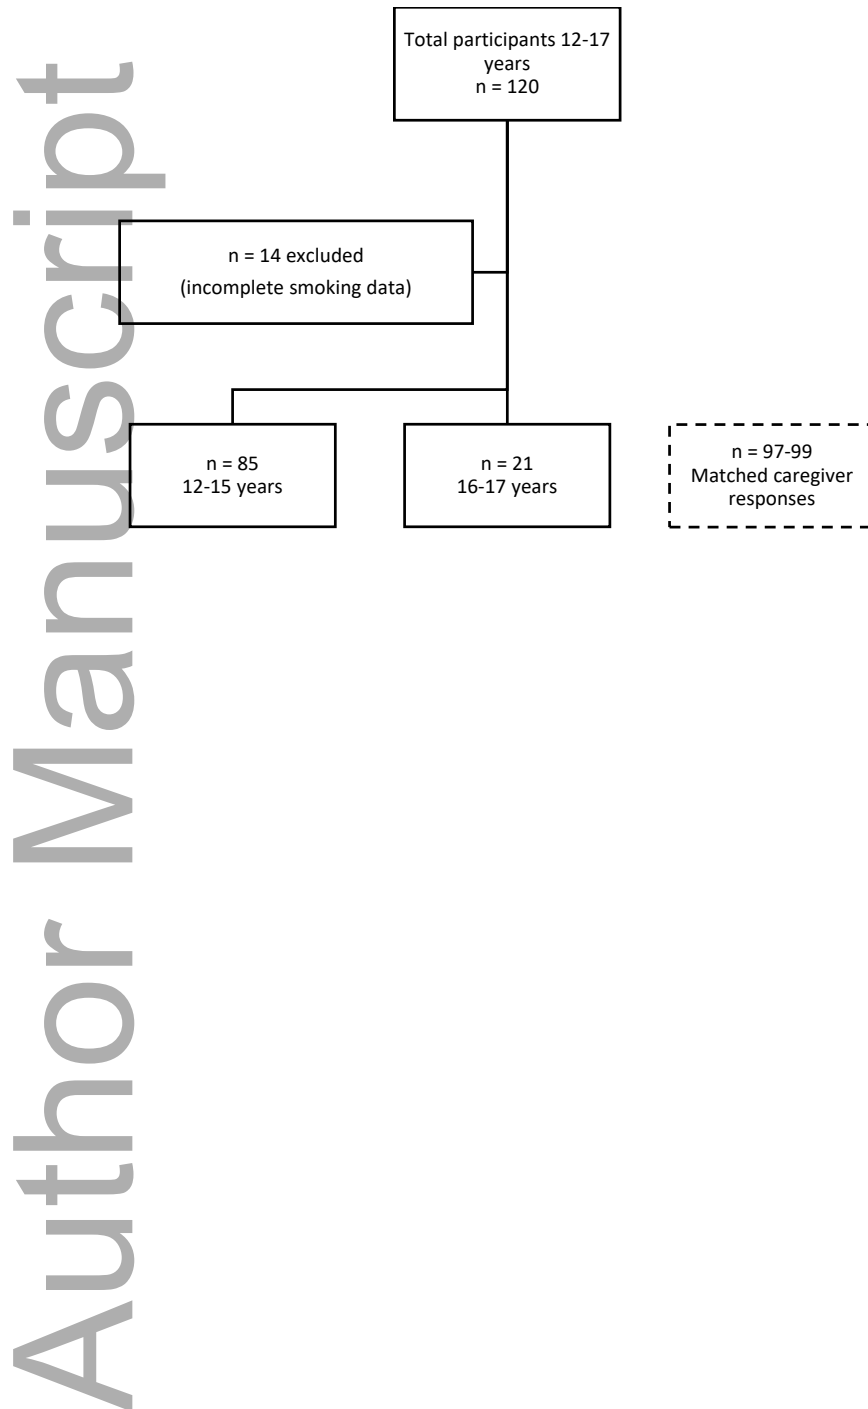 Total participants 12-17
years
n = 120
n = 14 excluded
(incomplete smoking data)
n = 85
12-15 years
n = 21
16-17 years
n = 97-99
Matched caregiver
responses
Author Manuscript